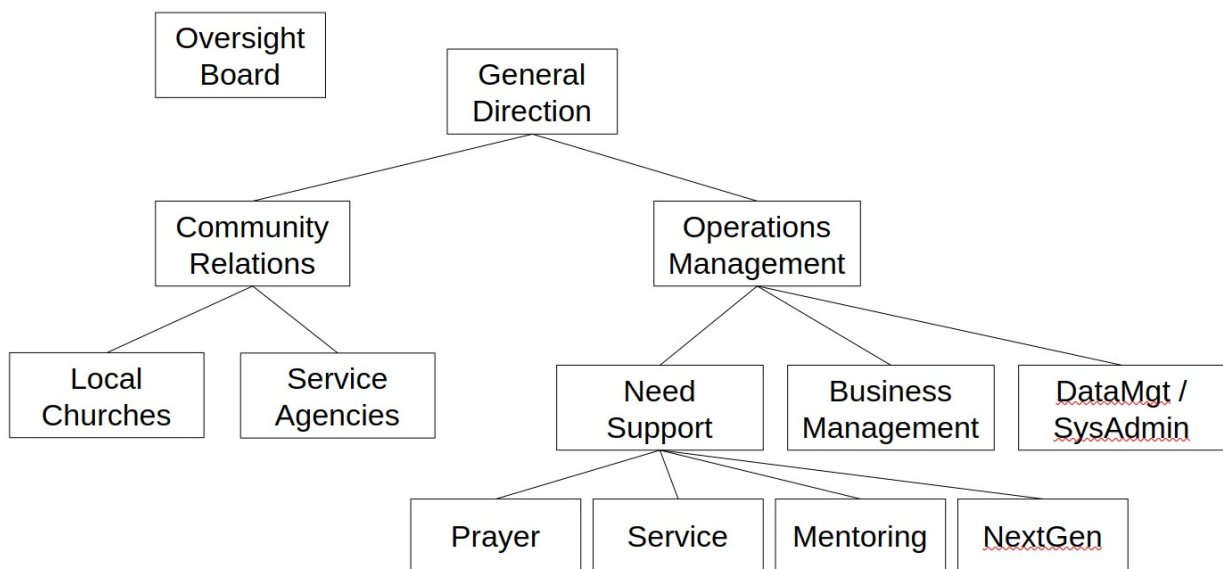 Oversight
Board
General
Direction
Community
Relations
Operations
Management
Local
Churches
Service
Agencies
Need
Support
Business
Management
DataMgt /
SysAdmin
Prayer
Service
Mentoring
NextGen